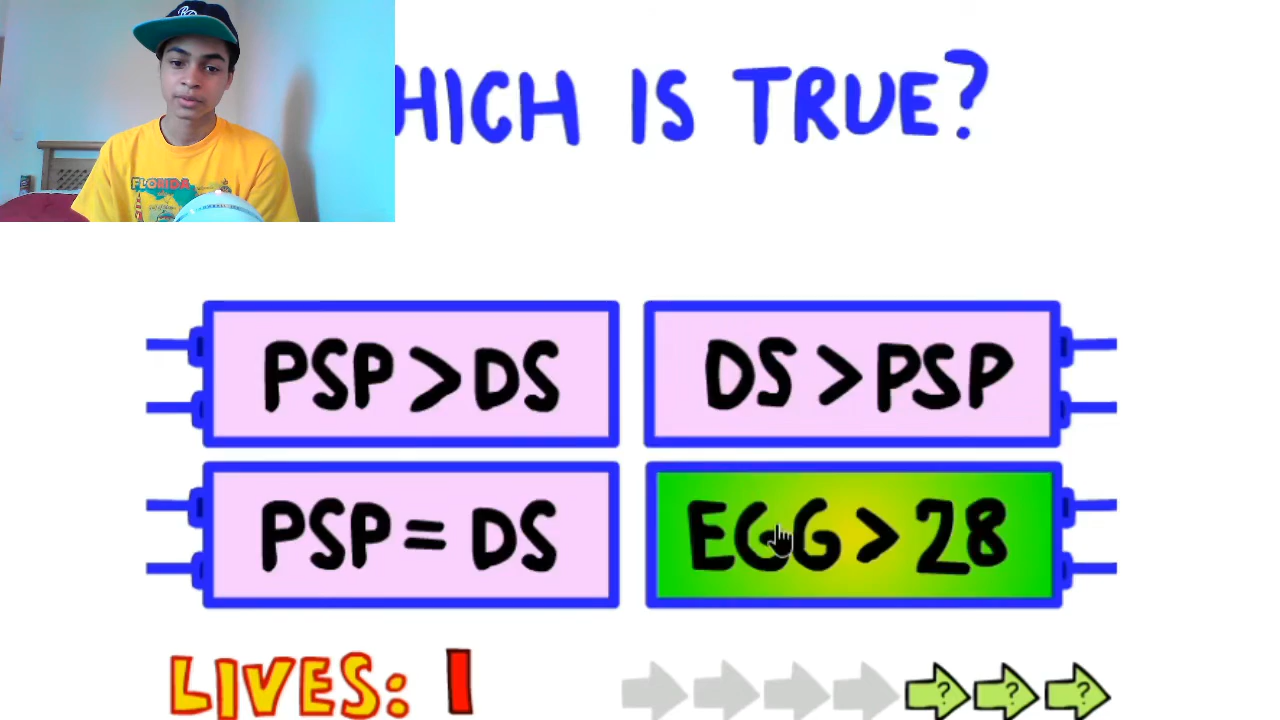 HICH IS TRUE?
FLORIDA
PSP > DS
DS > PSP
PSP = DS
EGG > 28
LIVES: 1
? ? ?